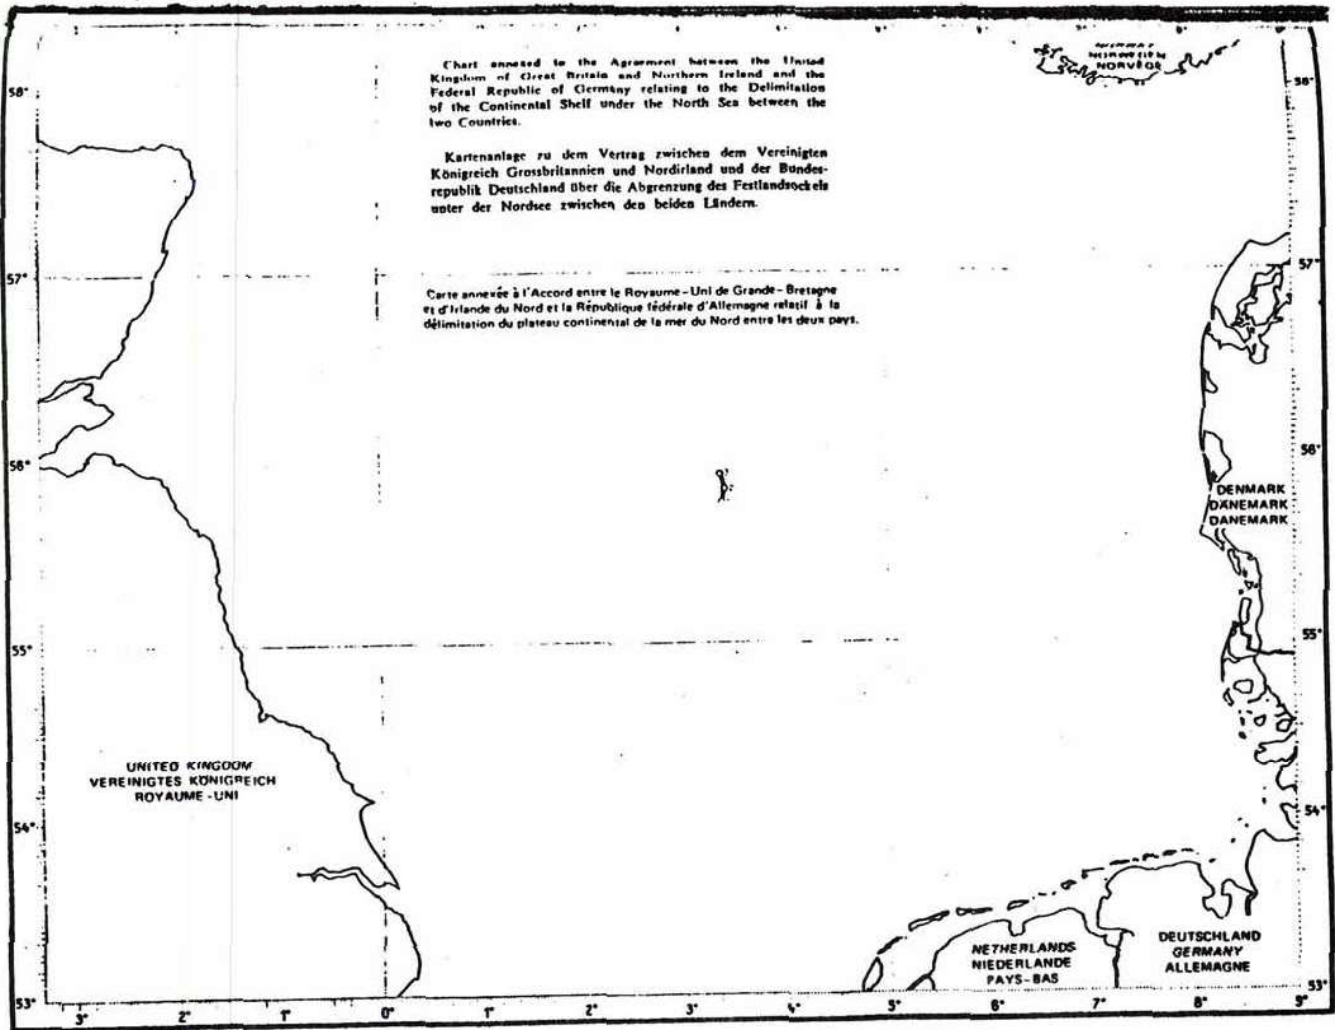 NORWEGEN
NORVÈGE
Chart annexed to the Agreement between the United
Kingdom of Great Britain and Northern Ireland and the
Federal Republic of Germany relating to the Delimitation
of the Continental Shelf under the North Sea between the
two Countries.
Kartenanlage zu dem Vertrag zwischen dem Vereinigten
Königreich Grossbritannien und Nordirland und der Bundes-
republik Deutschland über die Abgrenzung des Festlandsockels
unter der Nordsee zwischen den beiden Ländern.
Carte annexée à l'Accord entre le Royaume-Uni de Grande-Bretagne
et d'Irlande du Nord et la République fédérale d'Allemagne relatif à la
délimitation du plateau continental de la mer du Nord entre les deux pays.
58° 58°
57° 57°
56° 56°
DENMARK
DÄNEMARK
DANEMARK
55° 55°
UNITED KINGDOM
VEREINIGTES KÖNIGREICH
ROYAUME-UNI
54° 54°
NETHERLANDS
NIEDERLANDE
PAYS-BAS
DEUTSCHLAND
GERMANY
ALLEMAGNE
53° 53°
3° 2° 1° 0° 1° 2° 3° 4° 5° 6° 7° 8° 9°